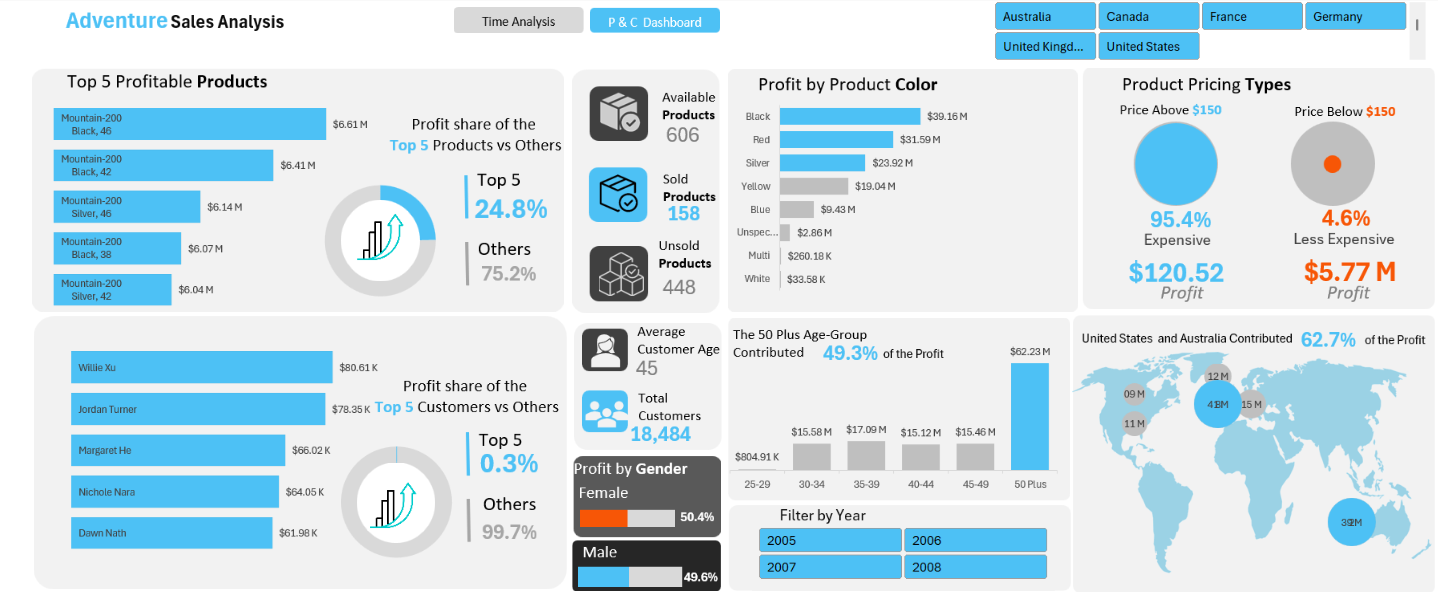 Adventure Sales Analysis
Time Analysis
P & C Dashboard
Australia
Canada
France
Germany
United Kingd...
United States
Top 5 Profitable Products
Mountain-200
Black, 46
$6.61 M
Mountain-200
Black, 42
$6.41 M
Mountain-200
Silver, 46
$6.14 M
Mountain-200
Black, 38
$6.07 M
Mountain-200
Silver, 42
$6.04 M
Profit share of the
Top 5 Products vs Others
Top 5
24.8%
Others
75.2%
Available
Products
606
Sold
Products
158
Unsold
Products
448
Profit by Product Color
Black $39.16 M
Red $31.59 M
Silver $23.92 M
Yellow $19.04 M
Blue $9.43 M
Unspec... $2.86 M
Multi $260.18 K
White $33.58 K
Product Pricing Types
Price Above $150
95.4%
Expensive
$120.52
Profit
Price Below $150
4.6%
Less Expensive
$5.77 M
Profit
Willie Xu $80.61 K
Jordan Turner $78.35 K
Margaret He $66.02 K
Nichole Nara $64.05 K
Dawn Nath $61.98 K
Profit share of the
Top 5 Customers vs Others
Top 5
0.3%
Others
99.7%
Average
Customer Age
45
Total
Customers
18,484
Profit by Gender
Female
50.4%
Male
49.6%
The 50 Plus Age-Group
Contributed 49.3% of the Profit
$804.91 K
$15.58 M
$17.09 M
$15.12 M
$15.46 M
$62.23 M
25-29
30-34
35-39
40-44
45-49
50 Plus
Filter by Year
2005
2006
2007
2008
United States and Australia Contributed 62.7% of the Profit
12 M
09 M
15 M
11 M